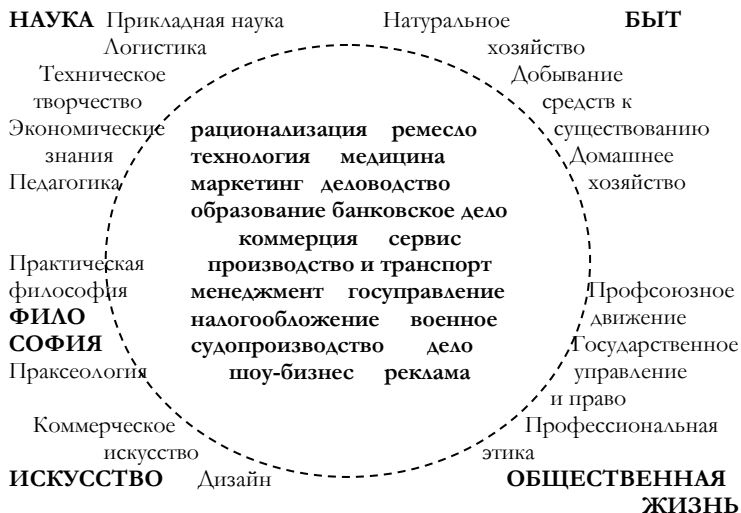 НАУКА Прикладная наука Натуральное БЫТ
Логистика хозяйство
Техническое Добывание
творчество средств к
Экономические рационализация ремесло существованию
знания технология медицина Домашнее
Педагогика маркетинг деловодство хозяйство
образование банковское дело
коммерция сервис
Практическая производство и транспорт
философия менеджмент госуправление Профсоюзное
ФИЛО налогообложение военное движение
СОФИЯ судопроизводство дело Государственное
Праксеология шоу-бизнес реклама управление
и право
Коммерческое Профессиональная
искусство этика
ИСКУССТВО Дизайн ОБЩЕСТВЕННАЯ
ЖИЗНЬ